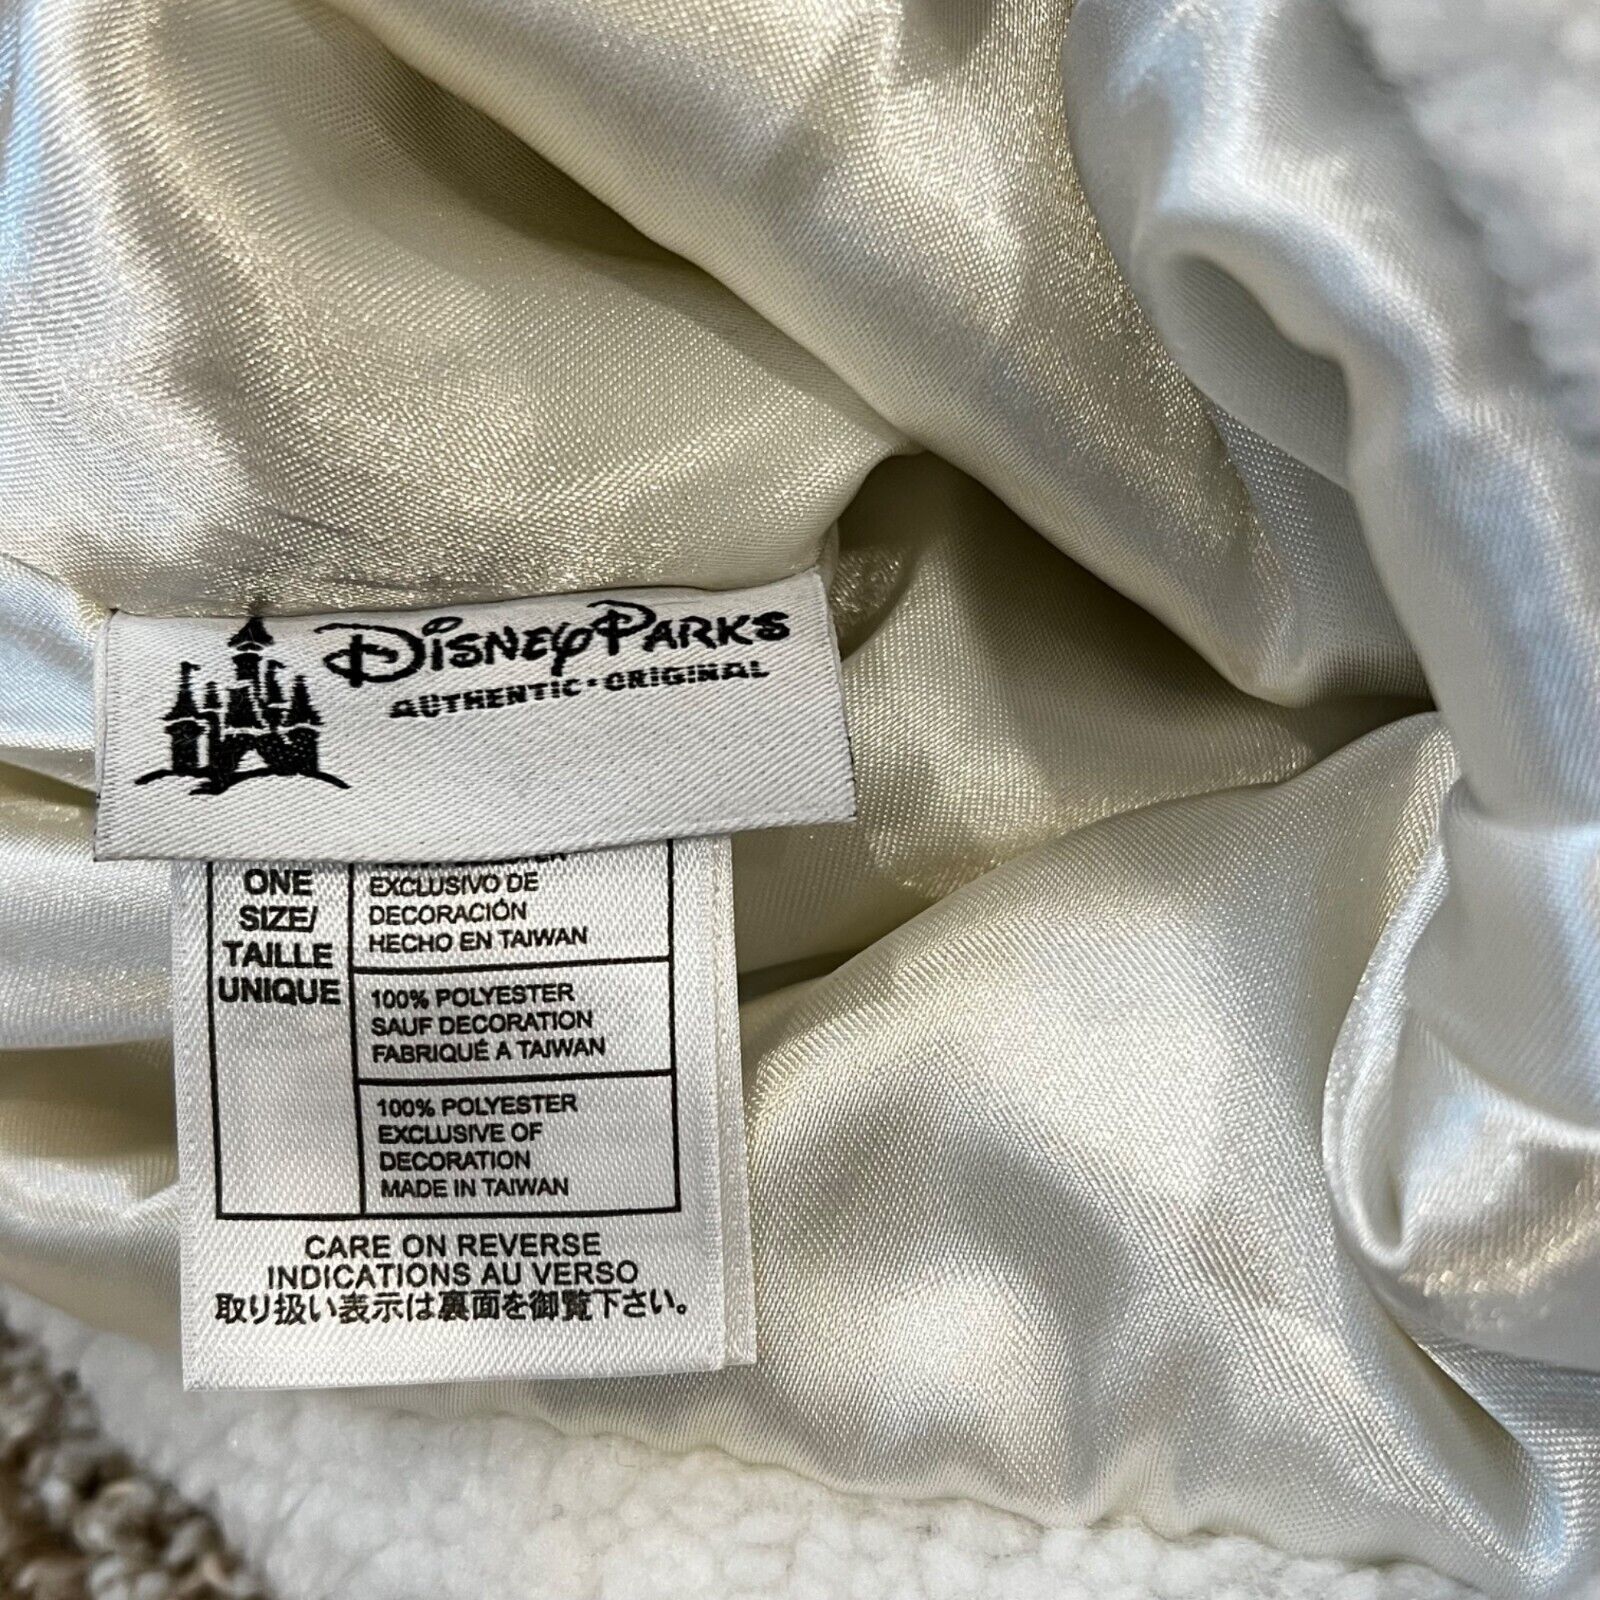 DISNEY PARKS
AUTHENTIC • ORIGINAL
ONE
SIZE/
TAILLE
UNIQUE
EXCLUSIVO DE
DECORACIÓN
HECHO EN TAIWAN
100% POLYESTER
SAUF DECORATION
FABRIQUÉ A TAIWAN
100% POLYESTER
EXCLUSIVE OF
DECORATION
MADE IN TAIWAN
CARE ON REVERSE
INDICATIONS AU VERSO
取り扱い表示は裏面を御覧下さい。